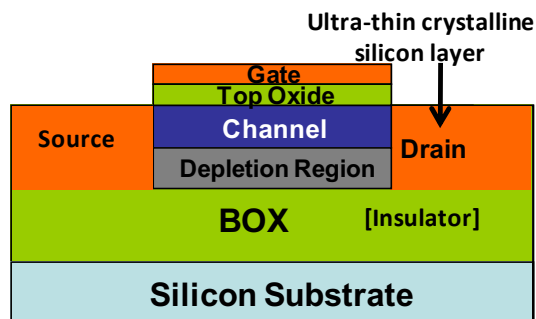 Ultra-thin crystalline
silicon layer
Gate
Top Oxide
Channel
Source
Drain
Depletion Region
BOX
[Insulator]
Silicon Substrate